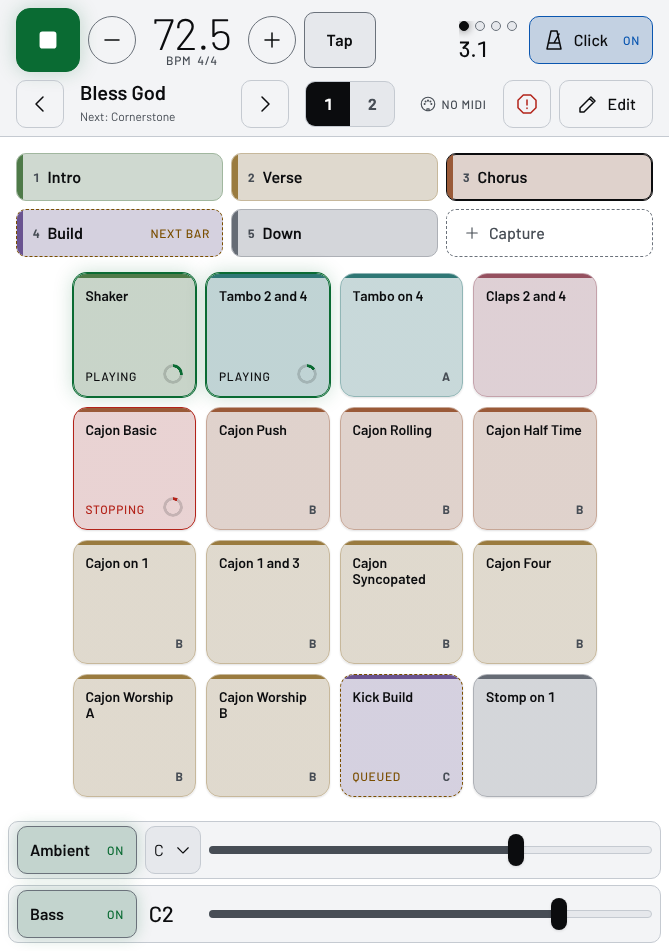 72.5
BPM 4/4
Tap
3.1
Click ON
Bless God
Next: Cornerstone
1 2
NO MIDI
Edit
1 Intro
2 Verse
3 Chorus
4 Build NEXT BAR
5 Down
Capture
Shaker
PLAYING
Tambo 2 and 4
PLAYING
Tambo on 4
A
Claps 2 and 4
Cajon Basic
STOPPING
Cajon Push
B
Cajon Rolling
B
Cajon Half Time
B
Cajon on 1
B
Cajon 1 and 3
B
Cajon
Syncopated
B
Cajon Four
B
Cajon Worship
A
B
Cajon Worship
B
B
Kick Build
QUEUED C
Stomp on 1
Ambient ON
C
Bass ON
C2